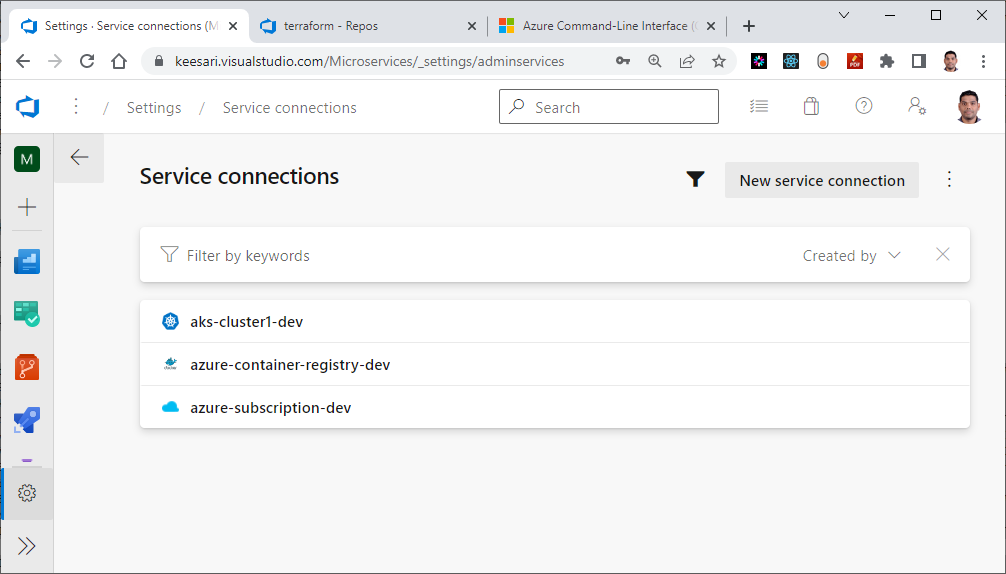 Settings · Service connections (M
terraform - Repos
Azure Command-Line Interface (
keesari.visualstudio.com/Microservices/_settings/adminservices
PDF
/ Settings / Service connections
Search
M
Service connections
New service connection
Filter by keywords
Created by
aks-cluster1-dev
azure-container-registry-dev
azure-subscription-dev